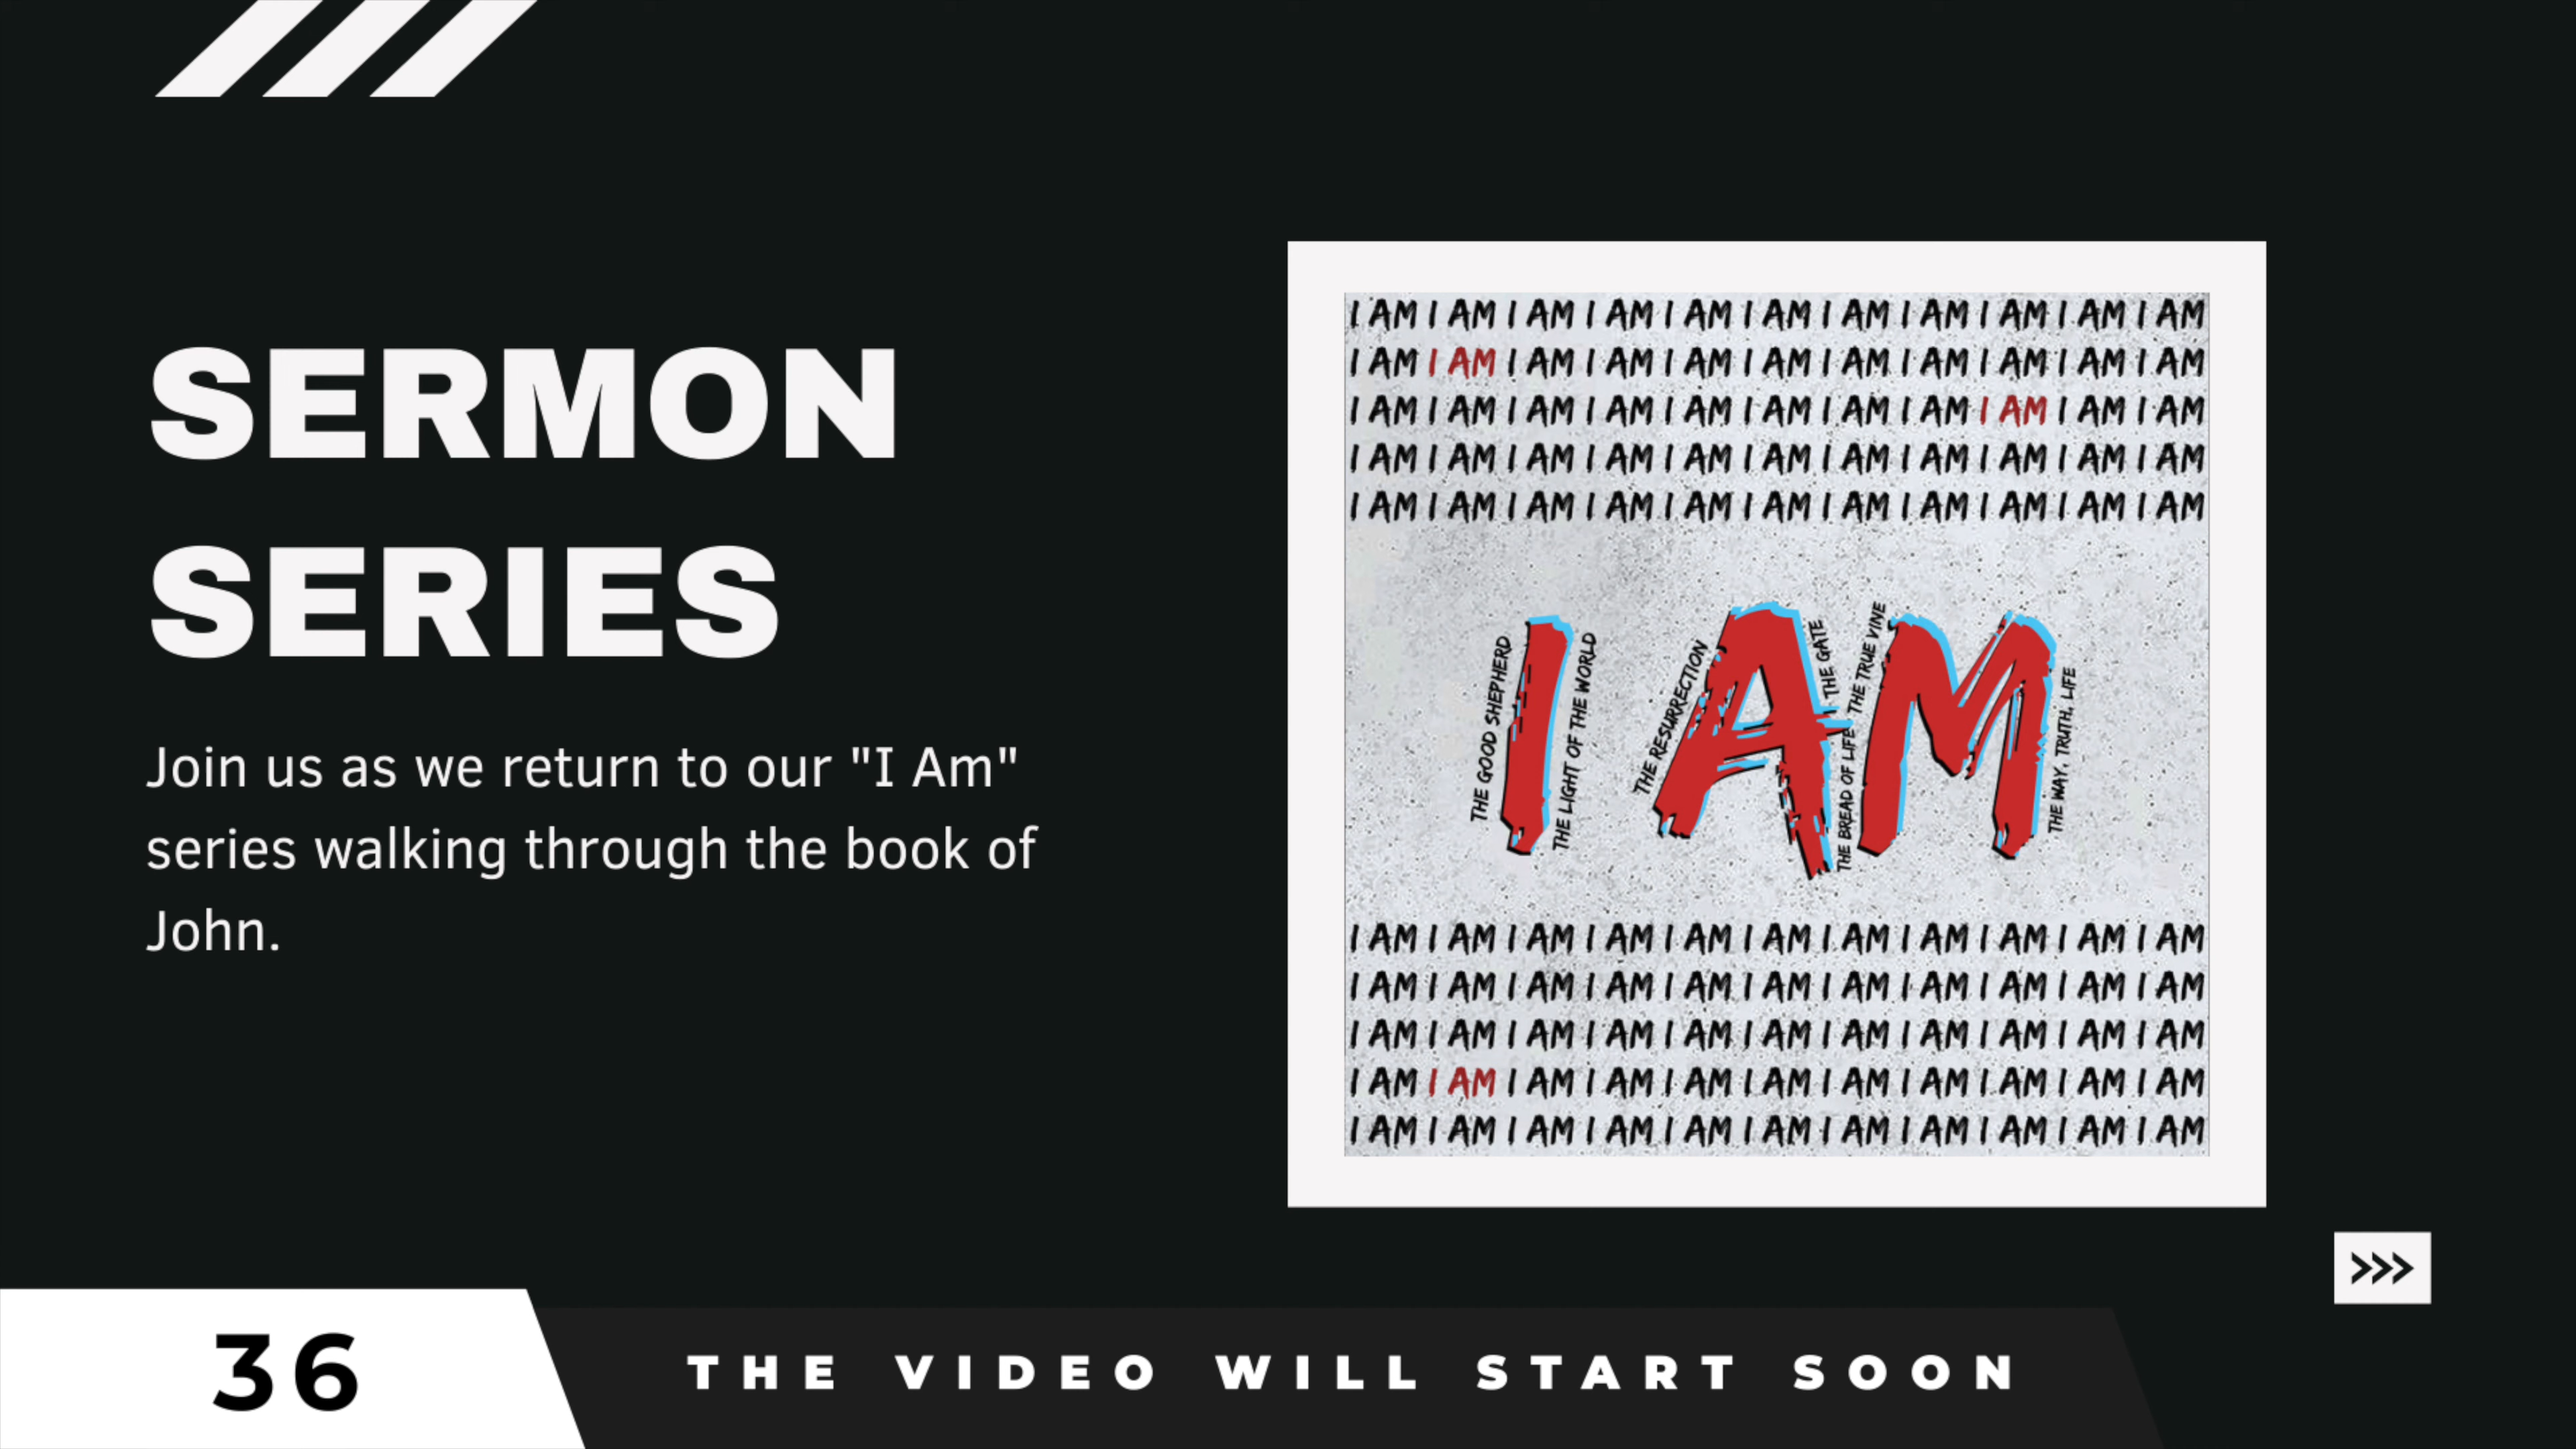 SERMON
SERIES
Join us as we return to our "I Am"
series walking through the book of
John.
I AM I AM I AM I AM I AM I AM I AM I AM I AM I AM I AM
I AM I AM I AM I AM I AM I AM I AM I AM I AM I AM I AM
I AM I AM I AM I AM I AM I AM I AM I AM I AM I AM I AM
I AM I AM I AM I AM I AM I AM I AM I AM I AM I AM I AM
I AM I AM I AM I AM I AM I AM I AM I AM I AM I AM I AM
THE GOOD SHEPHERD
I
THE LIGHT OF THE WORLD
THE RESURRECTION
AM
THE GATE
THE BREAD OF LIFE
THE TRUE VINE
THE WAY, TRUTH, LIFE
I AM I AM I AM I AM I AM I AM I AM I AM I AM I AM I AM
I AM I AM I AM I AM I AM I AM I AM I AM I AM I AM I AM
I AM I AM I AM I AM I AM I AM I AM I AM I AM I AM I AM
I AM I AM I AM I AM I AM I AM I AM I AM I AM I AM I AM
I AM I AM I AM I AM I AM I AM I AM I AM I AM I AM I AM
36
THE VIDEO WILL START SOON